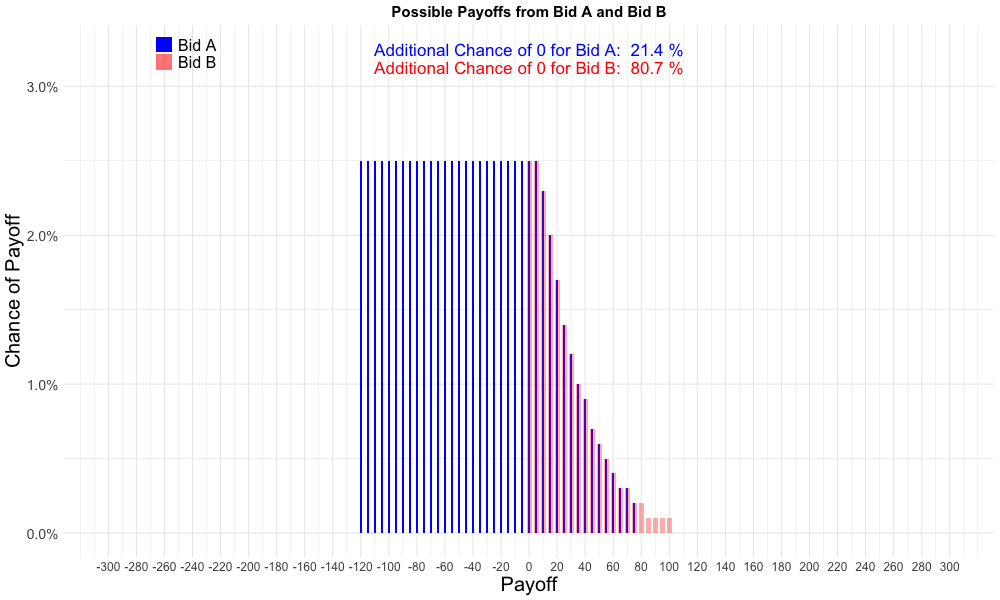 Possible Payoffs from Bid A and Bid B
Bid A
Bid B
Additional Chance of 0 for Bid A: 21.4 %
Additional Chance of 0 for Bid B: 80.7 %
Chance of Payoff
3.0%
2.0%
1.0%
0.0%
-300 -280 -260 -240 -220 -200 -180 -160 -140 -120 -100 -80 -60 -40 -20 0 20 40 60 80 100 120 140 160 180 200 220 240 260 280 300
Payoff